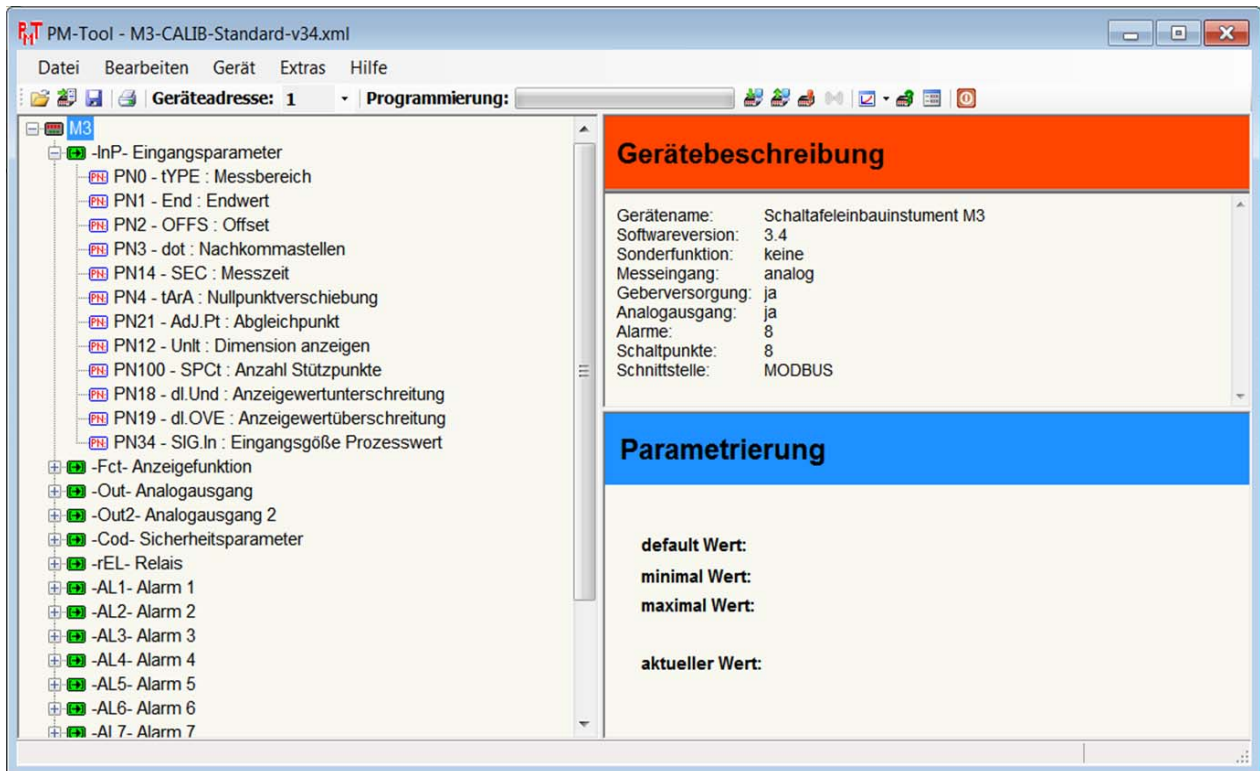 PM-Tool - M3-CALIB-Standard-v34.xml
Datei Bearbeiten Gerät Extras Hilfe
Geräteadresse: 1 Programmierung:
M3
-InP- Eingangsparameter
PN0 - tYPE : Messbereich
PN1 - End : Endwert
PN2 - OFFS : Offset
PN3 - dot : Nachkommastellen
PN14 - SEC : Messzeit
PN4 - tArA : Nullpunktverschiebung
PN21 - AdJ.Pt : Abgleichpunkt
PN12 - UnIt : Dimension anzeigen
PN100 - SPCt : Anzahl Stützpunkte
PN18 - dI.Und : Anzeigewertunterschreitung
PN19 - dI.OVE : Anzeigewertüberschreitung
PN34 - SIG.In : Eingangsgöße Prozesswert
-Fct- Anzeigefunktion
-Out- Analogausgang
-Out2- Analogausgang 2
-Cod- Sicherheitsparameter
-rEL- Relais
-AL1- Alarm 1
-AL2- Alarm 2
-AL3- Alarm 3
-AL4- Alarm 4
-AL5- Alarm 5
-AL6- Alarm 6
-AL7- Alarm 7
Gerätebeschreibung
Gerätename: Schaltafeleinbauinstument M3
Softwareversion: 3.4
Sonderfunktion: keine
Messeingang: analog
Geberversorgung: ja
Analogausgang: ja
Alarme: 8
Schaltpunkte: 8
Schnittstelle: MODBUS
Parametrierung
default Wert:
minimal Wert:
maximal Wert:
aktueller Wert: